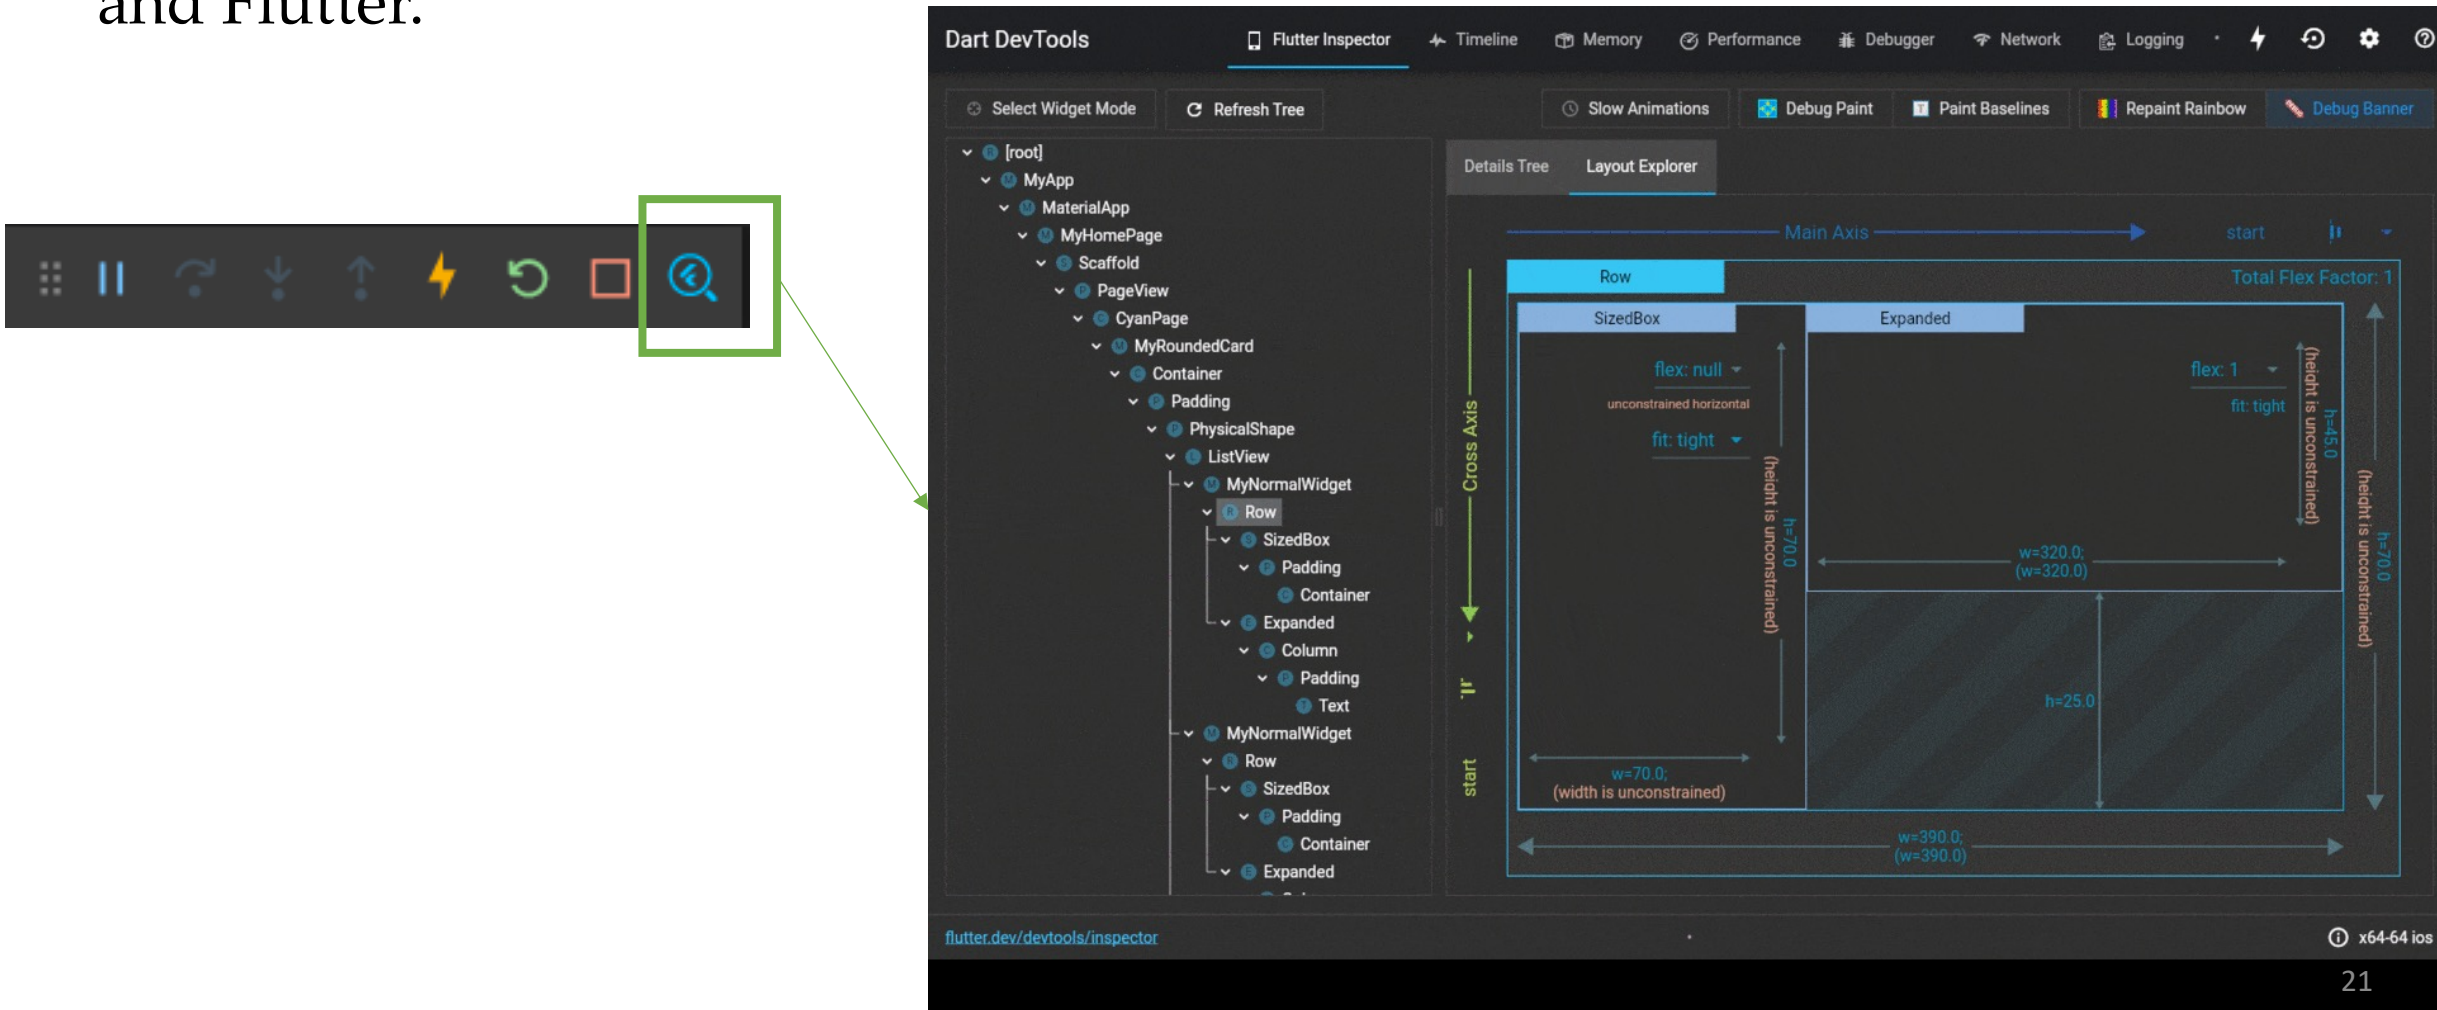 and Flutter.
Dart DevTools
Flutter Inspector
Timeline
Memory
Performance
Debugger
Network
Logging
Select Widget Mode
Refresh Tree
Slow Animations
Debug Paint
Paint Baselines
Repaint Rainbow
Debug Banner
[root]
MyApp
MaterialApp
MyHomePage
Scaffold
PageView
CyanPage
MyRoundedCard
Container
Padding
PhysicalShape
ListView
MyNormalWidget
Row
SizedBox
Padding
Container
Expanded
Column
Padding
Text
MyNormalWidget
Row
SizedBox
Padding
Container
Expanded
Details Tree
Layout Explorer
Main Axis
start
Cross Axis
start
Row
Total Flex Factor: 1
SizedBox
flex: null
unconstrained horizontal
fit: tight
h=70.0
(height is unconstrained)
w=70.0;
(width is unconstrained)
Expanded
flex: 1
fit: tight
h=45.0
(height is unconstrained)
w=320.0;
(w=320.0)
h=25.0
h=70.0
(height is unconstrained)
w=390.0;
(w=390.0)
flutter.dev/devtools/inspector
x64-64 ios
21